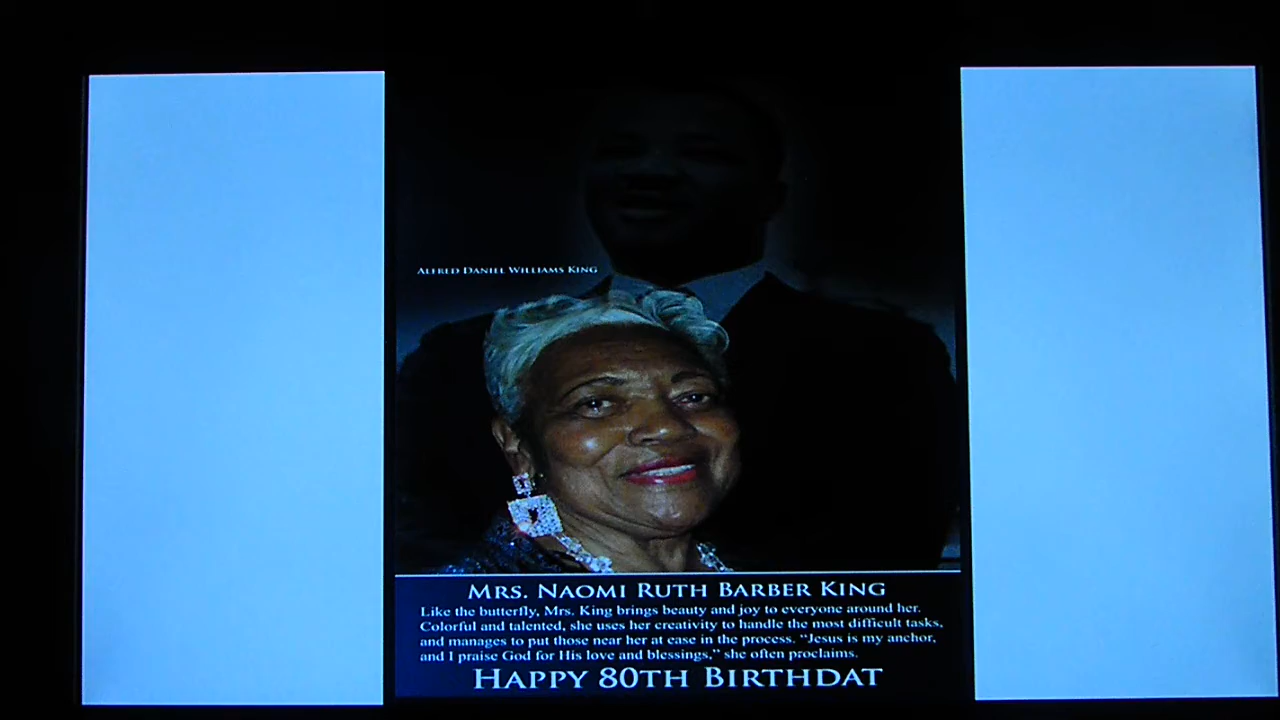 ALFRED DANIEL WILLIAMS KING
MRS. NAOMI RUTH BARBER KING
Like the butterfly, Mrs. King brings beauty and joy to everyone around her.
Colorful and talented, she uses her creativity to handle the most difficult tasks,
and manages to put those near her at ease in the process. “Jesus is my anchor,
and I praise God for His love and blessings,” she often proclaims.
HAPPY 80TH BIRTHDAT